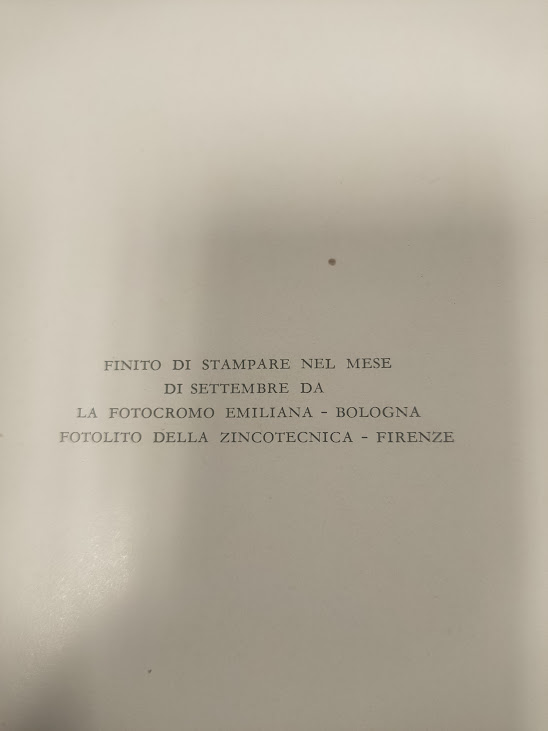 FINITO DI STAMPARE NEL MESE
DI SETTEMBRE DA
LA FOTOCROMO EMILIANA - BOLOGNA
FOTOLITO DELLA ZINCOTECNICA - FIRENZE